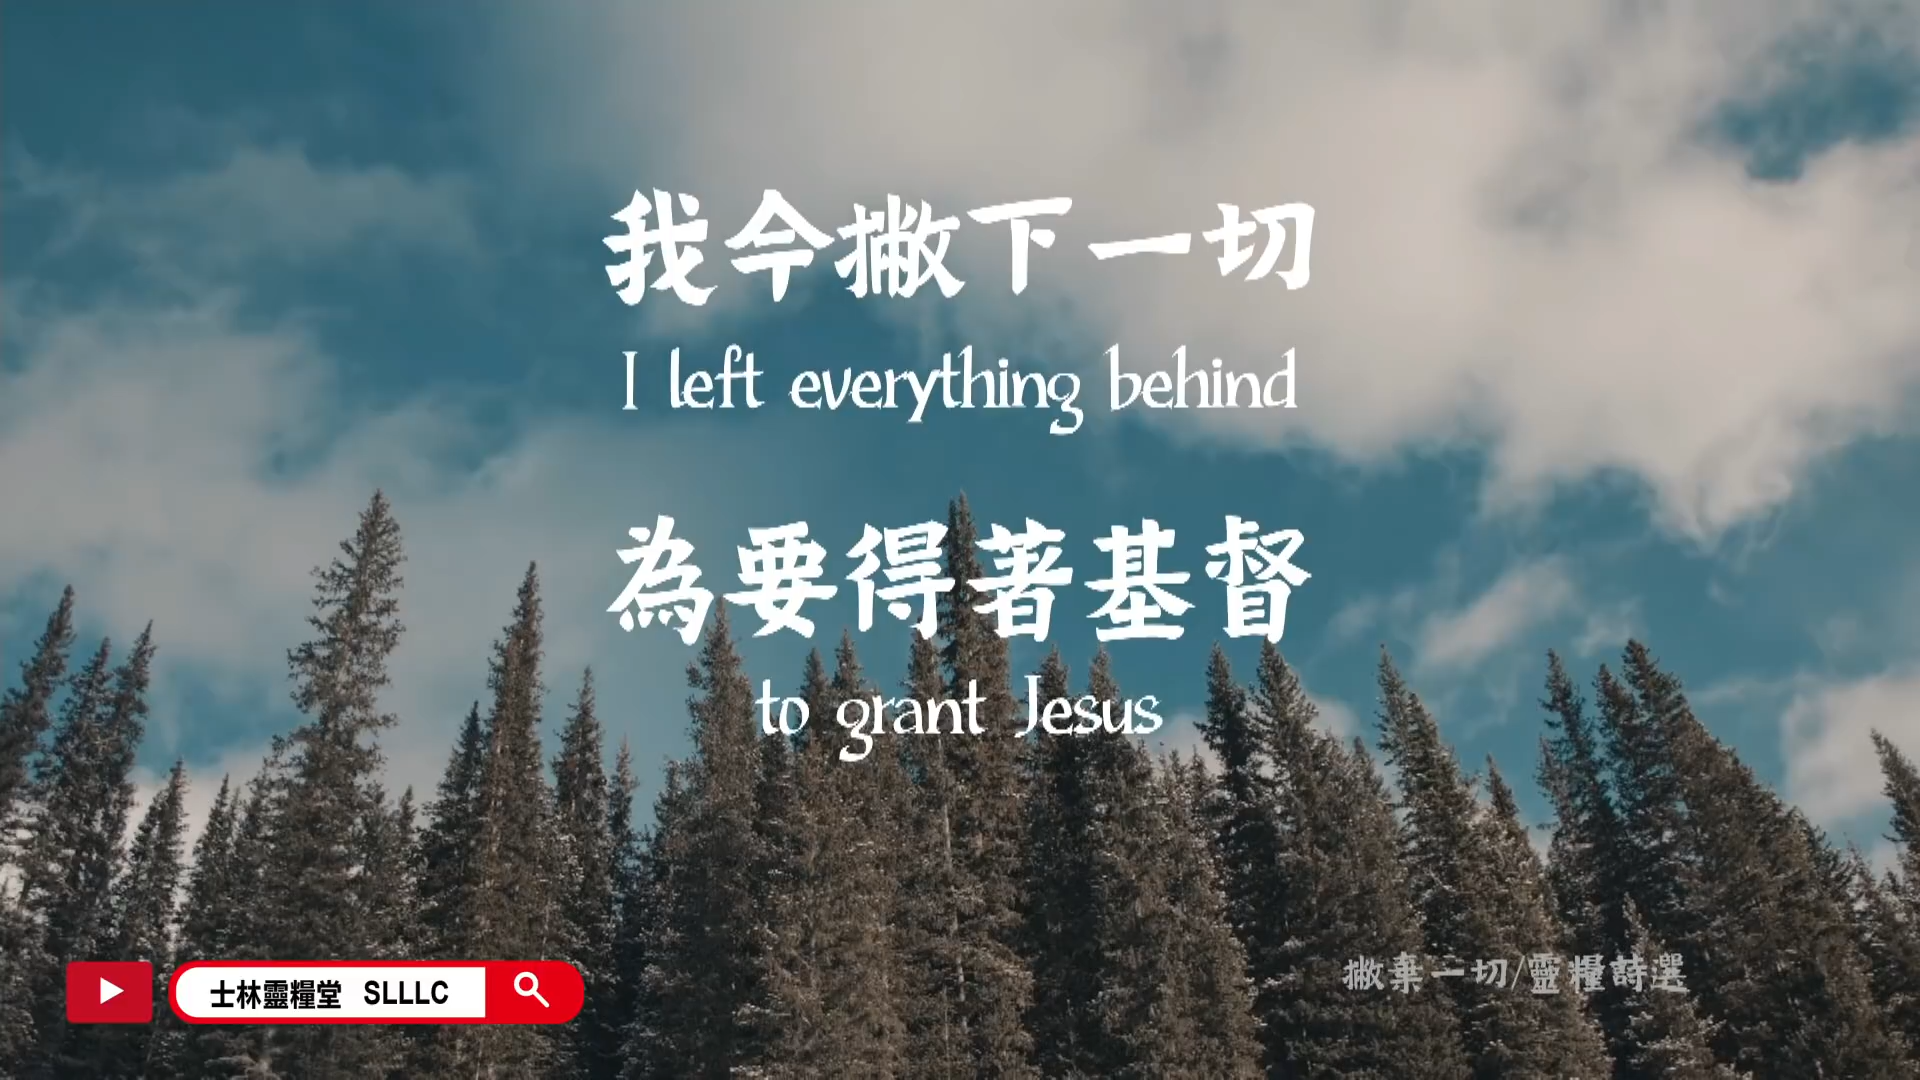 我今撇下一切
I left everything behind
為要得著基督
to grant Jesus
撇棄一切/靈糧詩選
士林靈糧堂 SLLLC